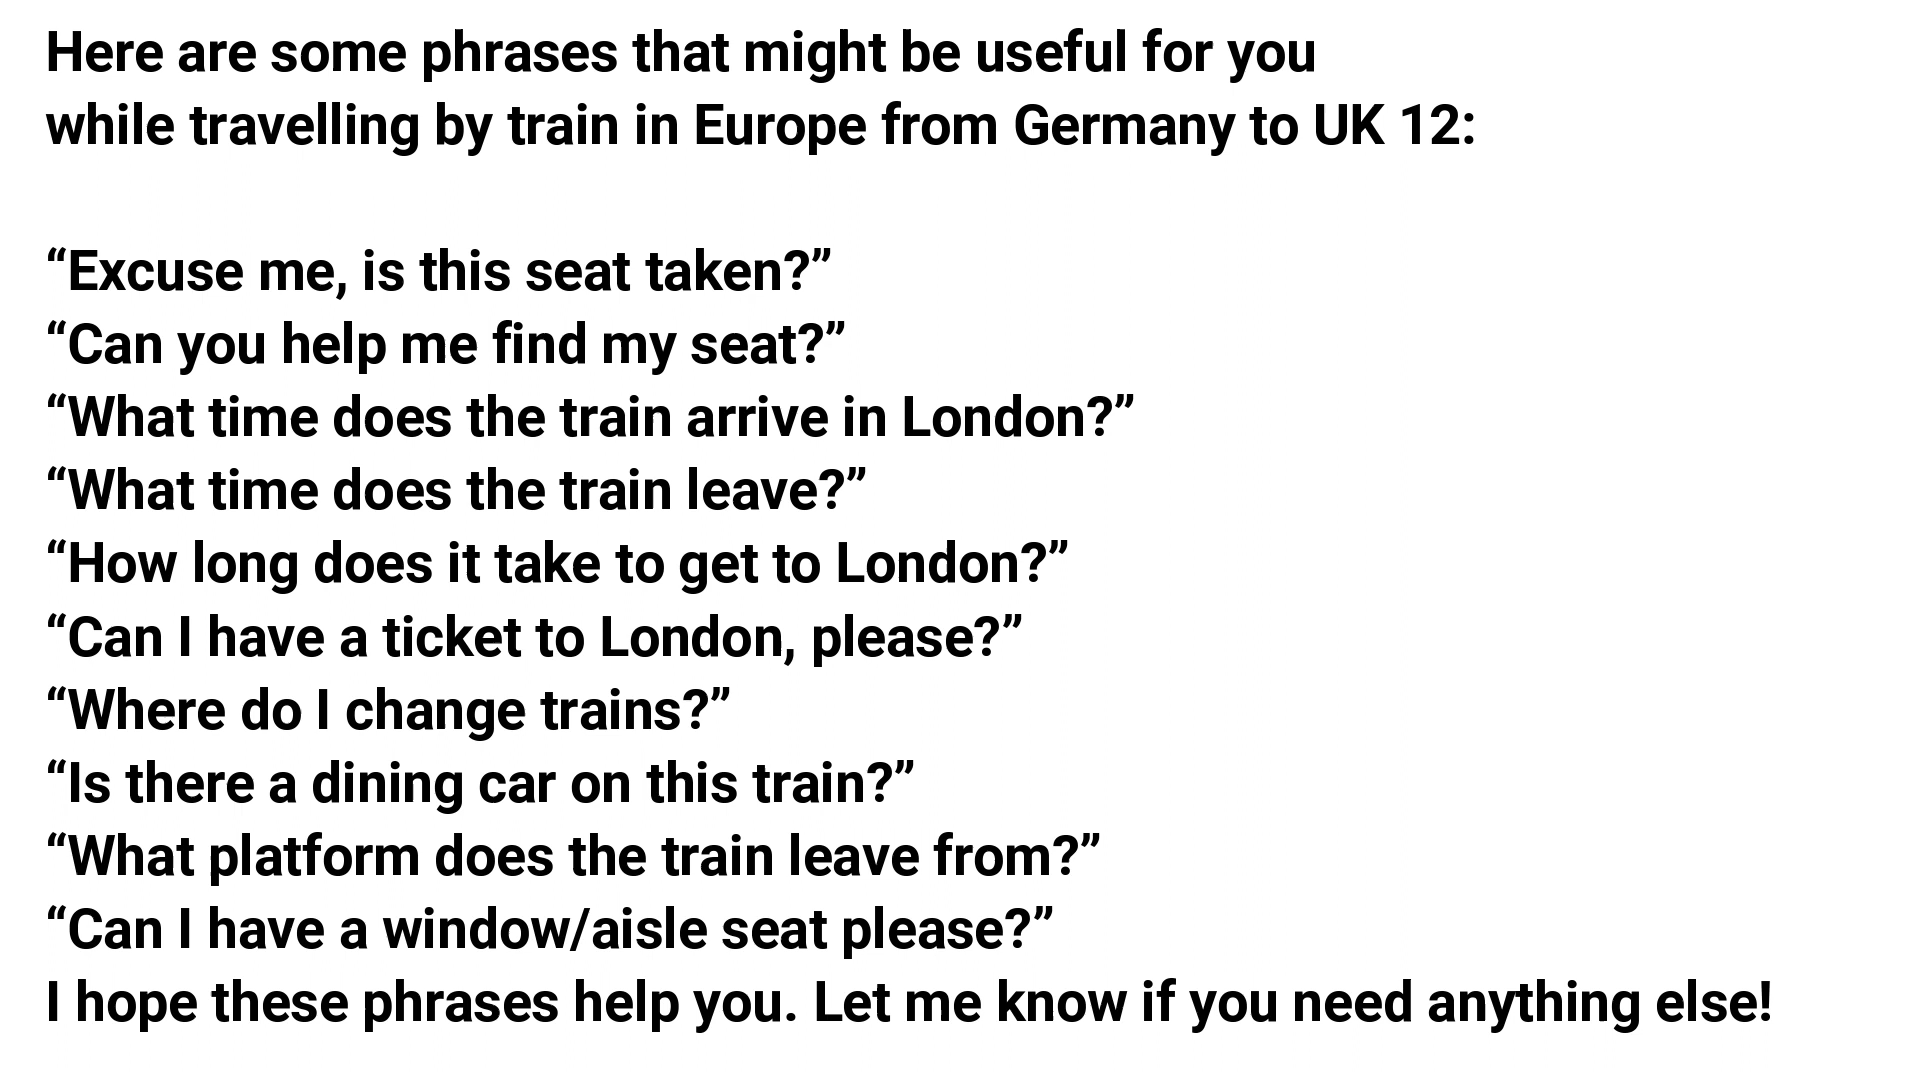 Here are some phrases that might be useful for you
while travelling by train in Europe from Germany to UK 12:
“Excuse me, is this seat taken?”
“Can you help me find my seat?”
“What time does the train arrive in London?”
“What time does the train leave?”
“How long does it take to get to London?”
“Can I have a ticket to London, please?”
“Where do I change trains?”
“Is there a dining car on this train?”
“What platform does the train leave from?”
“Can I have a window/aisle seat please?”
I hope these phrases help you. Let me know if you need anything else!